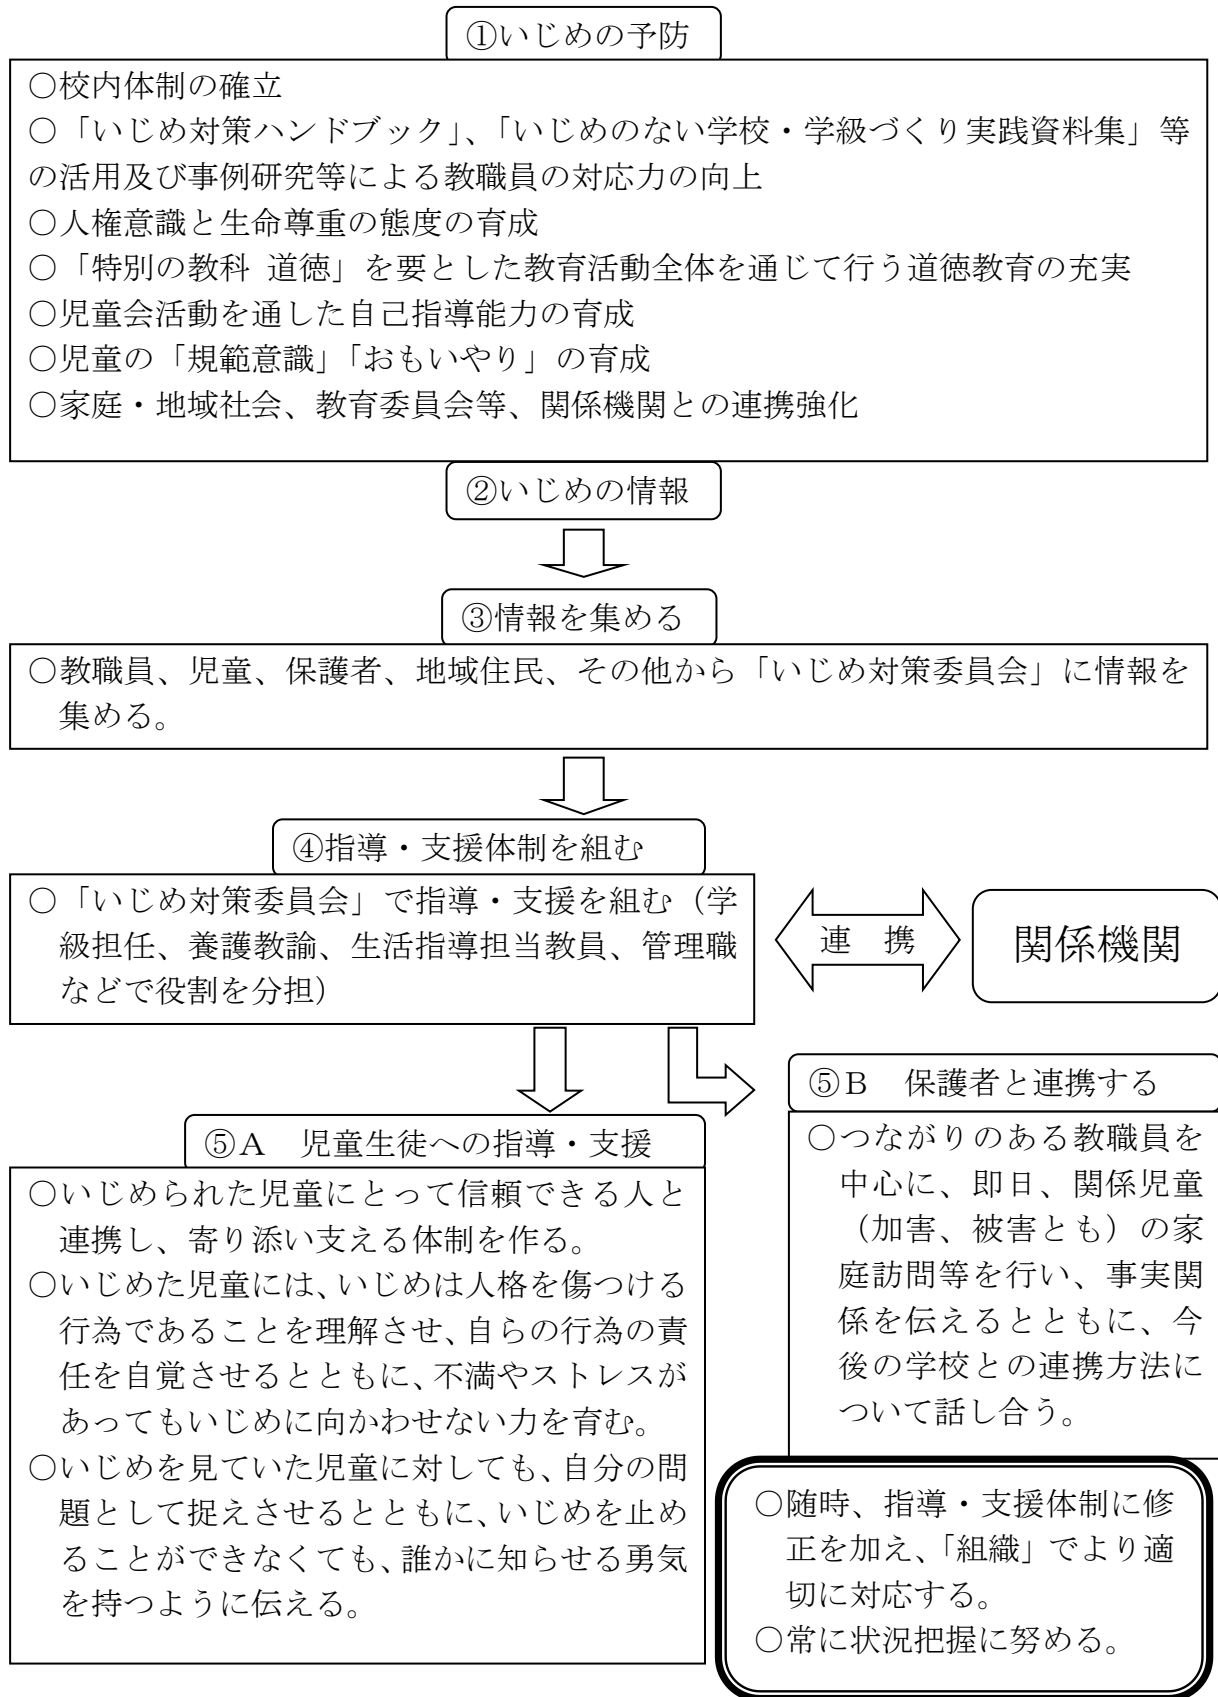 ①いじめの予防
○校内体制の確立
○「いじめ対策ハンドブック」、「いじめのない学校・学級づくり実践資料集」等
の活用及び事例研究等による教職員の対応力の向上
○人権意識と生命尊重の態度の育成
○「特別の教科 道徳」を要とした教育活動全体を通じて行う道徳教育の充実
○児童会活動を通した自己指導能力の育成
○児童の「規範意識」「おもいやり」の育成
○家庭・地域社会、教育委員会等、関係機関との連携強化
②いじめの情報
③情報を集める
○教職員、児童、保護者、地域住民、その他から「いじめ対策委員会」に情報を
集める。
④指導・支援体制を組む
○「いじめ対策委員会」で指導・支援を組む（学
級担任、養護教諭、生活指導担当教員、管理職
などで役割を分担）
連 携
関係機関
⑤A 児童生徒への指導・支援
○いじめられた児童にとって信頼できる人と
連携し、寄り添い支える体制を作る。
○いじめた児童には、いじめは人格を傷つける
行為であることを理解させ、自らの行為の責
任を自覚させるとともに、不満やストレスが
あってもいじめに向かわせない力を育む。
○いじめを見ていた児童に対しても、自分の問
題として捉えさせるとともに、いじめを止め
ることができなくても、誰かに知らせる勇気
を持つように伝える。
⑤B 保護者と連携する
○つながりのある教職員を
中心に、即日、関係児童
（加害、被害とも）の家
庭訪問等を行い、事実関
係を伝えるとともに、今
後の学校との連携方法に
ついて話し合う。
○随時、指導・支援体制に修
正を加え、「組織」でより適
切に対応する。
○常に状況把握に努める。